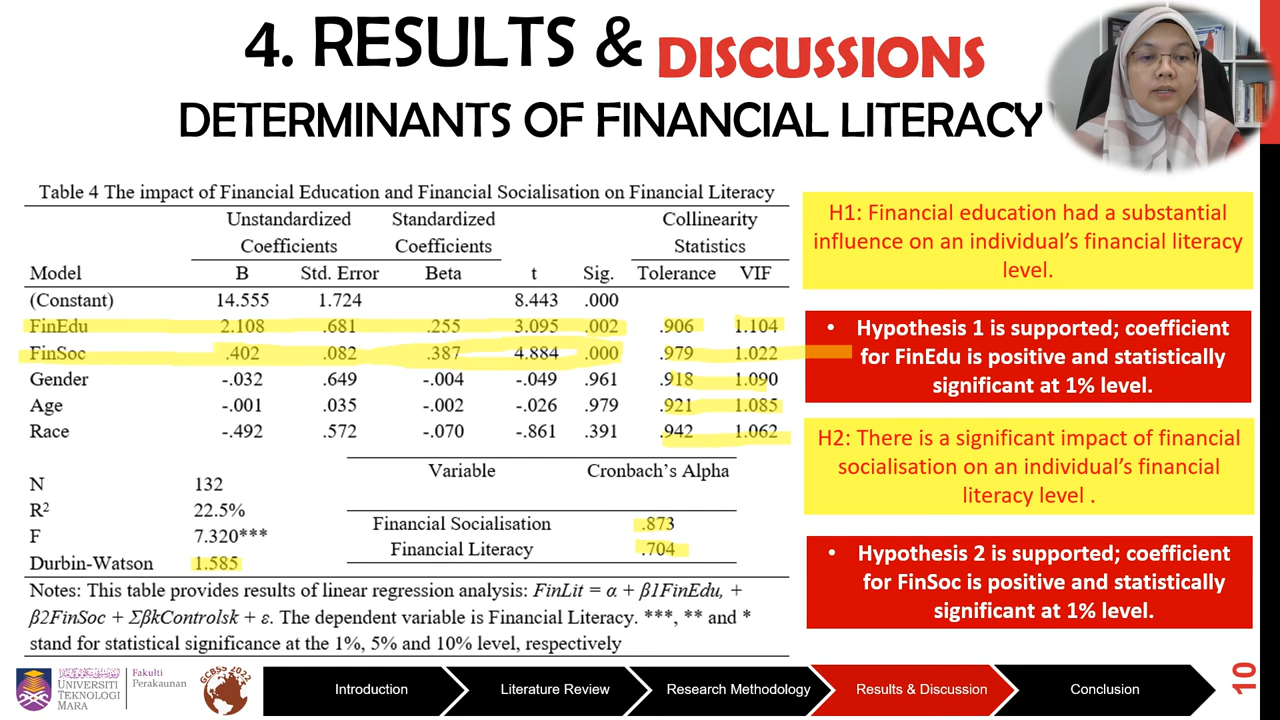 4. RESULTS & DISCUSSIONS
DETERMINANTS OF FINANCIAL LITERACY
Table 4 The impact of Financial Education and Financial Socialisation on Financial Literacy
Unstandardized Standardized Collinearity
Coefficients Coefficients Statistics
Model B Std. Error Beta t Sig. Tolerance VIF
(Constant) 14.555 1.724 8.443 .000
FinEdu 2.108 .681 .255 3.095 .002 .906 1.104
FinSoc .402 .082 .387 4.884 .000 .979 1.022
Gender -.032 .649 -.004 -.049 .961 .918 1.090
Age -.001 .035 -.002 -.026 .979 .921 1.085
Race -.492 .572 -.070 -.861 .391 .942 1.062
N 132
R² 22.5%
F 7.320***
Durbin-Watson 1.585
Variable Cronbach's Alpha
Financial Socialisation .873
Financial Literacy .704
Notes: This table provides results of linear regression analysis: FinLit = α + β1FinEdu, +
β2FinSoc + Σβk​Controlsk + ε. The dependent variable is Financial Literacy. ***, ** and *
stand for statistical significance at the 1%, 5% and 10% level, respectively
H1: Financial education had a substantial
influence on an individual's financial literacy
level.
• Hypothesis 1 is supported; coefficient
for FinEdu is positive and statistically
significant at 1% level.
H2: There is a significant impact of financial
socialisation on an individual's financial
literacy level .
• Hypothesis 2 is supported; coefficient
for FinSoc is positive and statistically
significant at 1% level.
UNIVERSITI
TEKNOLOGI
MARA
Fakulti
Perakaunan
GCBSS 2022
Introduction
Literature Review
Research Methodology
Results & Discussion
Conclusion
10